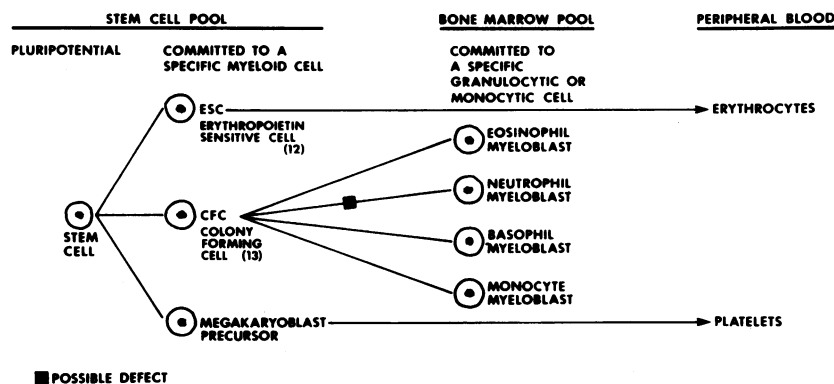 STEM CELL POOL
BONE MARROW POOL
PERIPHERAL BLOOD
PLURIPOTENTIAL
COMMITTED TO A
SPECIFIC MYELOID CELL
COMMITTED TO
A SPECIFIC
GRANULOCYTIC OR
MONOCYTIC CELL
ESC
ERYTHROPOIETIN
SENSITIVE CELL
(12)
ERYTHROCYTES
EOSINOPHIL
MYELOBLAST
NEUTROPHIL
MYELOBLAST
STEM
CELL
CFC
COLONY
FORMING
CELL (13)
BASOPHIL
MYELOBLAST
MONOCYTE
MYELOBLAST
MEGAKARYOBLAST
PRECURSOR
PLATELETS
POSSIBLE DEFECT